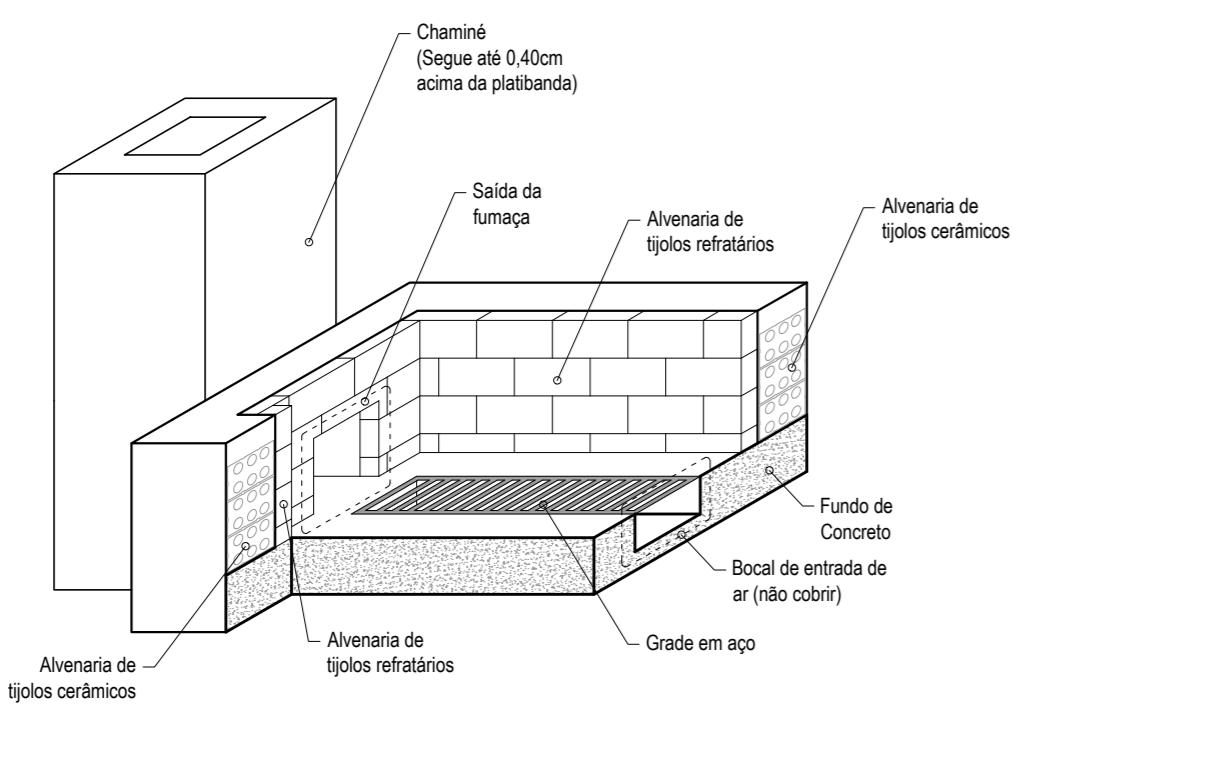 Chaminé
(Segue até 0,40cm
acima da platibanda)
Saída da
fumaça
Alvenaria de
tijolos refratários
Alvenaria de
tijolos cerâmicos
Fundo de
Concreto
Bocal de entrada de
ar (não cobrir)
Grade em aço
Alvenaria de
tijolos refratários
Alvenaria de
tijolos cerâmicos